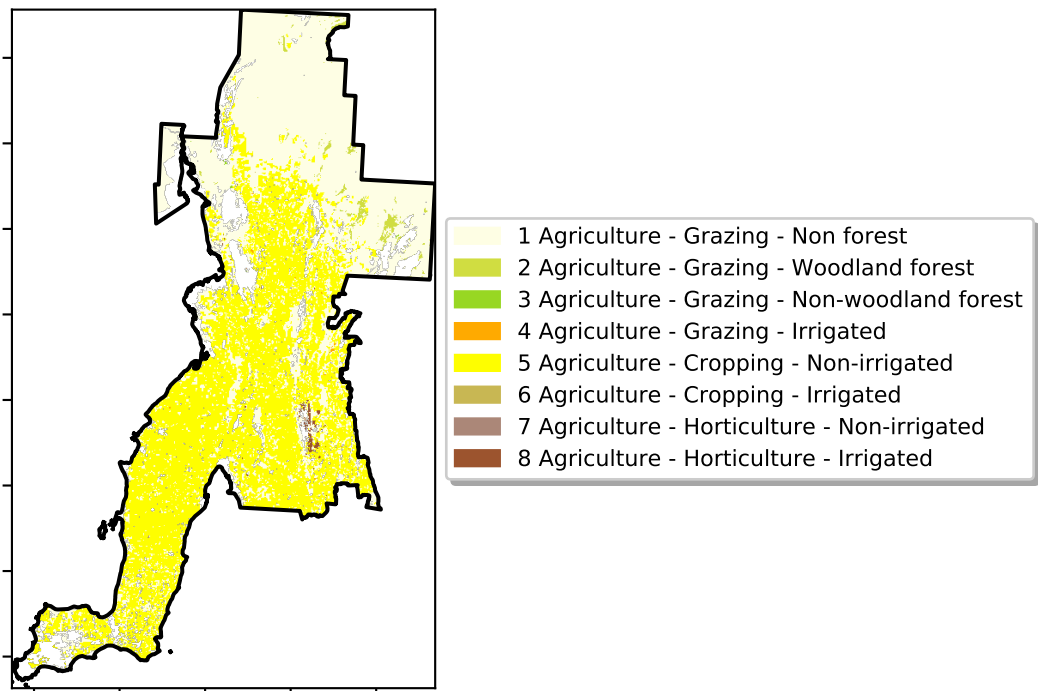 1 Agriculture - Grazing - Non forest
2 Agriculture - Grazing - Woodland forest
3 Agriculture - Grazing - Non-woodland forest
4 Agriculture - Grazing - Irrigated
5 Agriculture - Cropping - Non-irrigated
6 Agriculture - Cropping - Irrigated
7 Agriculture - Horticulture - Non-irrigated
8 Agriculture - Horticulture - Irrigated